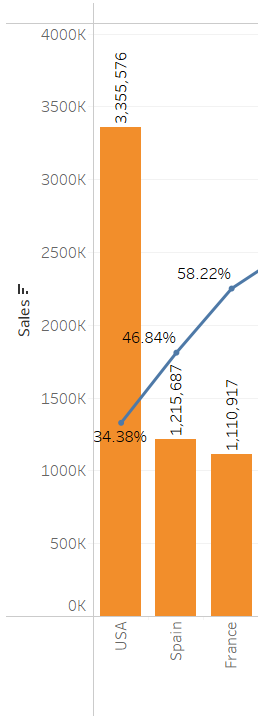 4000K
3,355,576
3500K
3000K
2500K
58.22%
Sales
2000K
46.84%
1500K
1,215,687
1,110,917
34.38%
1000K
500K
0K
USA
Spain
France